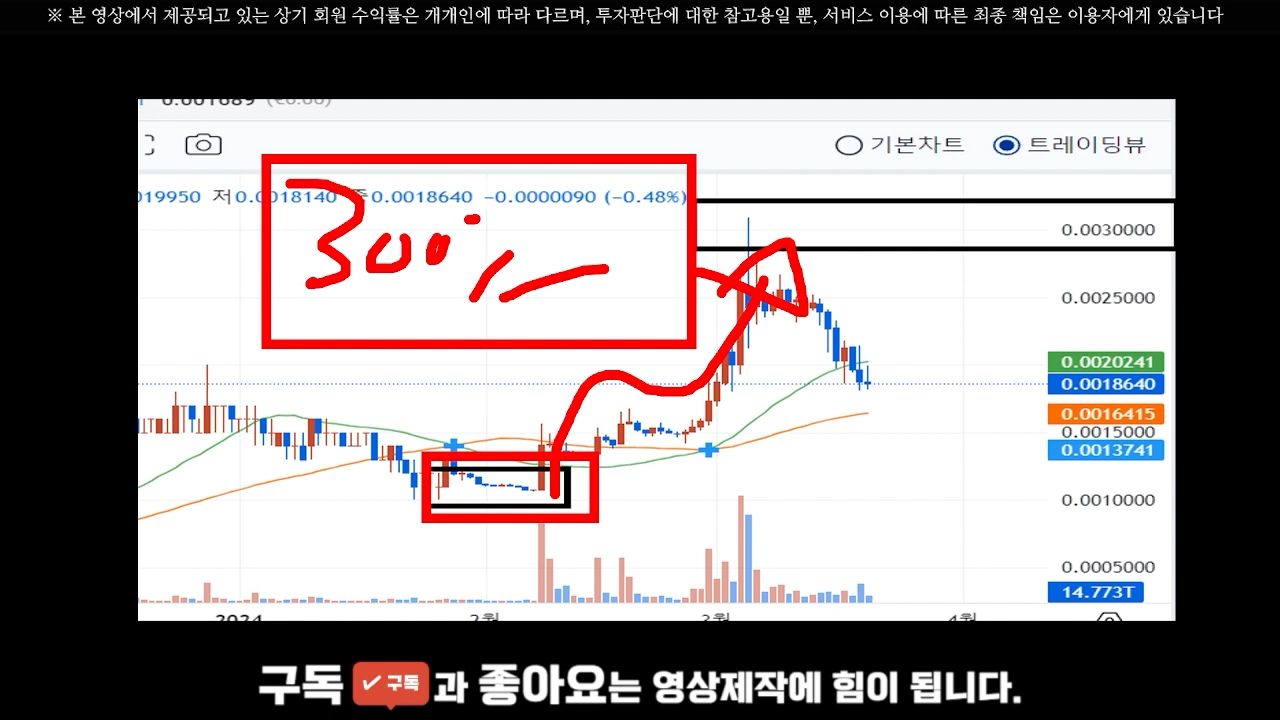 ※ 본 영상에서 제공되고 있는 상기 회원 수익률은 개개인에 따라 다르며, 투자판단에 대한 참고용일 뿐, 서비스 이용에 따른 최종 책임은 이용자에게 있습니다
기본차트 트레이딩뷰
019950 저 0.0018140 종 0.0018640 -0.0000090 (-0.48%)
300%
0.0030000
0.0025000
0.0020241
0.0018640
0.0016415
0.0015000
0.0013741
0.0010000
0.0005000
14.773T
2024 2월 3월 4월
구독 구독과 좋아요는 영상제작에 힘이 됩니다.